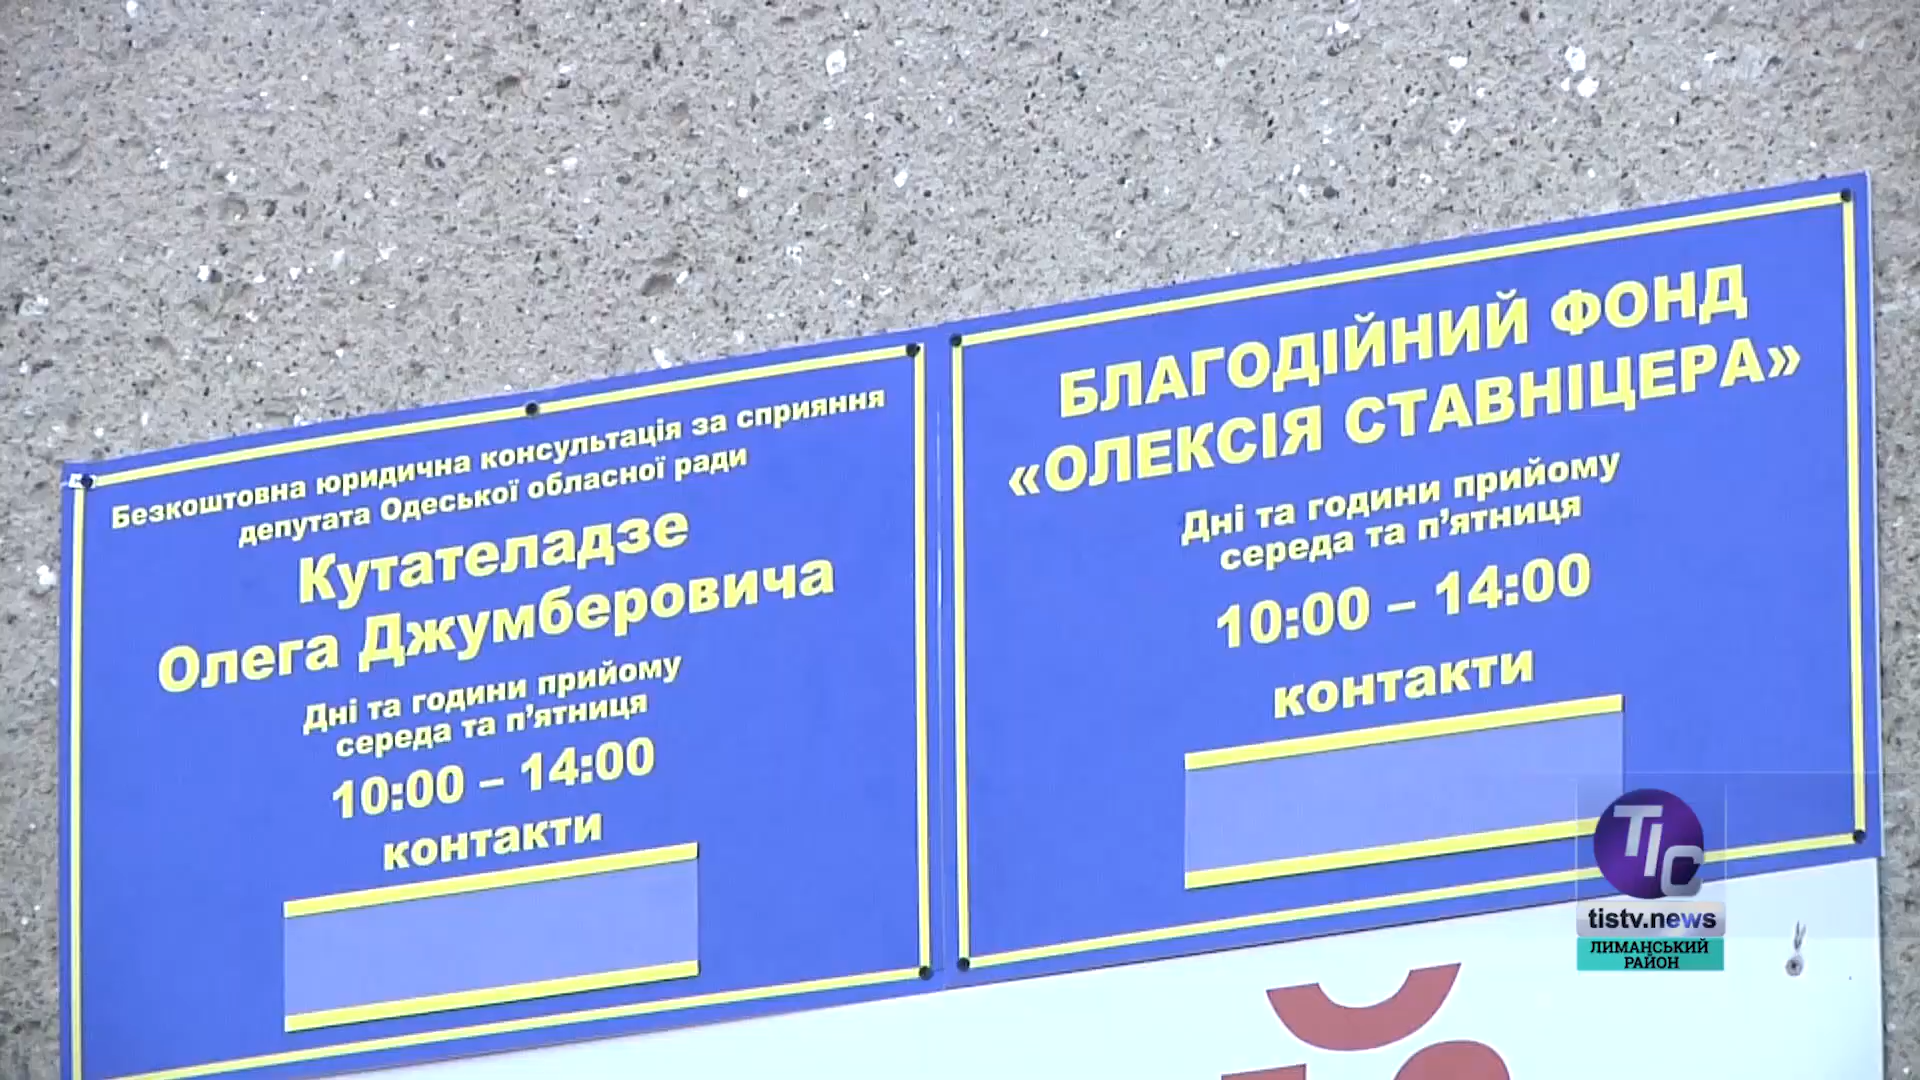 Безкоштовна юридична консультація за сприяння
депутата Одеської обласної ради
Кутателадзе
Олега Джумберовича
Дні та години прийому
середа та п'ятниця
10:00 – 14:00
контакти
БЛАГОДІЙНИЙ ФОНД
«ОЛЕКСІЯ СТАВНІЦЕРА»
Дні та години прийому
середа та п'ятниця
10:00 – 14:00
контакти
ТІС
tistv.news
ЛИМАНСЬКИЙ
РАЙОН